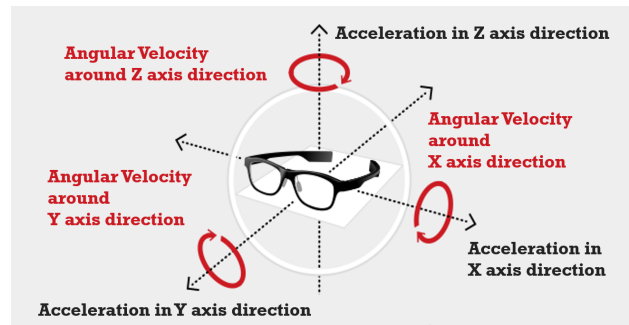 Acceleration in Z axis direction
Angular Velocity
around Z axis direction
Angular Velocity
around
X axis direction
Angular Velocity
around
Y axis direction
Acceleration in
X axis direction
Acceleration in Y axis direction